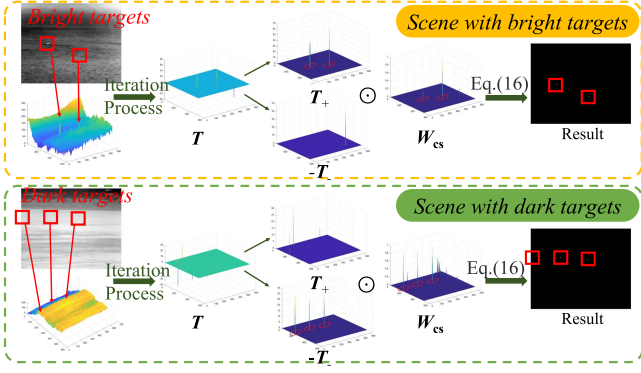 Bright targets
Scene with bright targets
Iteration
Process
T
T+
⊙
-T-
Wcs
Eq.(16)
Result
Dark targets
Scene with dark targets
Iteration
Process
T
T+
⊙
-T-
Wcs
Eq.(16)
Result